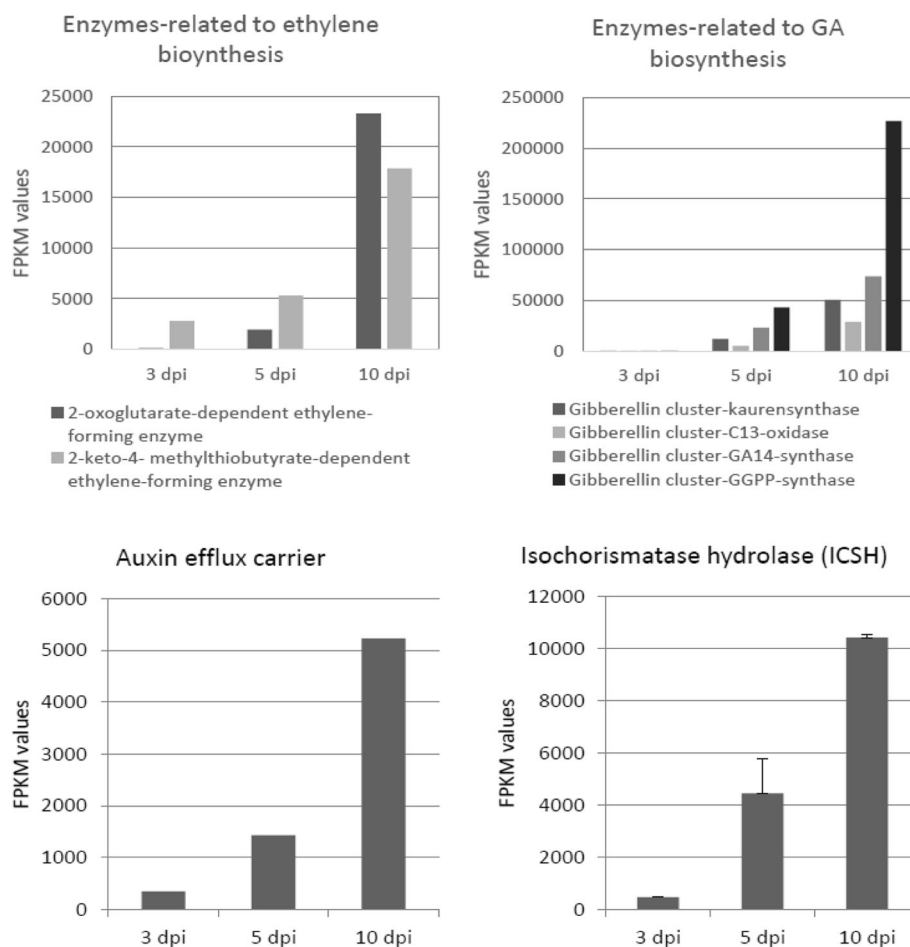 Enzymes-related to ethylene
bioynthesis
FPKM values
25000
20000
15000
10000
5000
0
3 dpi 5 dpi 10 dpi
2-oxoglutarate-dependent ethylene-
forming enzyme
2-keto-4- methylthiobutyrate-dependent
ethylene-forming enzyme
Enzymes-related to GA
biosynthesis
FPKM values
250000
200000
150000
100000
50000
0
3 dpi 5 dpi 10 dpi
Gibberellin cluster-kaurensynthase
Gibberellin cluster-C13-oxidase
Gibberellin cluster-GA14-synthase
Gibberellin cluster-GGPP-synthase
Auxin efflux carrier
FPKM values
6000
5000
4000
3000
2000
1000
0
3 dpi 5 dpi 10 dpi
Isochorismatase hydrolase (ICSH)
FPKM values
12000
10000
8000
6000
4000
2000
0
3 dpi 5 dpi 10 dpi